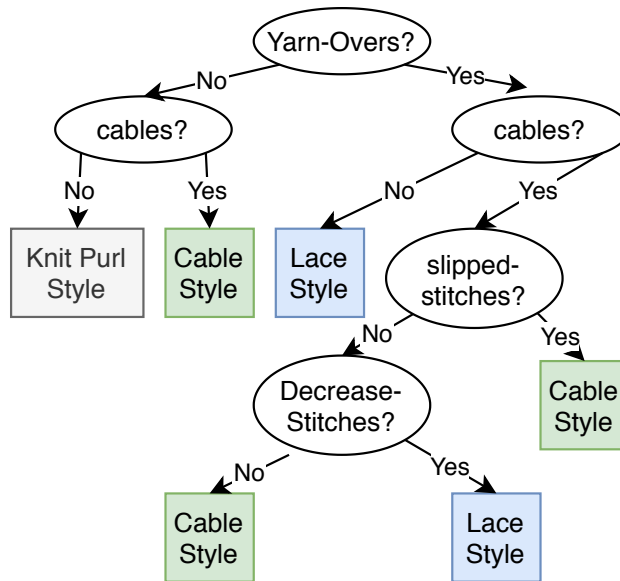 Yarn-Overs?
No
Yes
cables?
cables?
No
Yes
No
Yes
Knit Purl
Style
Cable
Style
Lace
Style
slipped-
stitches?
No
Yes
Decrease-
Stitches?
Cable
Style
No
Yes
Cable
Style
Lace
Style